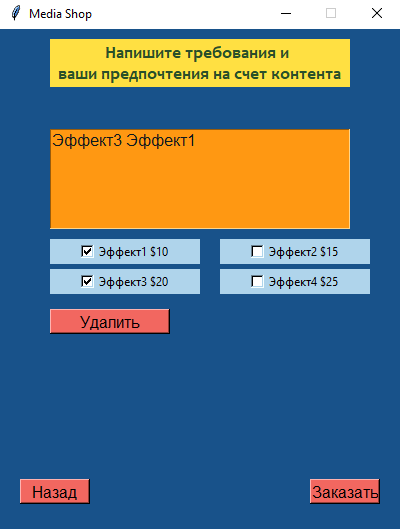 Media Shop
Напишите требования и
ваши предпочтения на счет контента
Эффект3 Эффект1
Эффект1 $10
Эффект2 $15
Эффект3 $20
Эффект4 $25
Удалить
Назад
Заказать